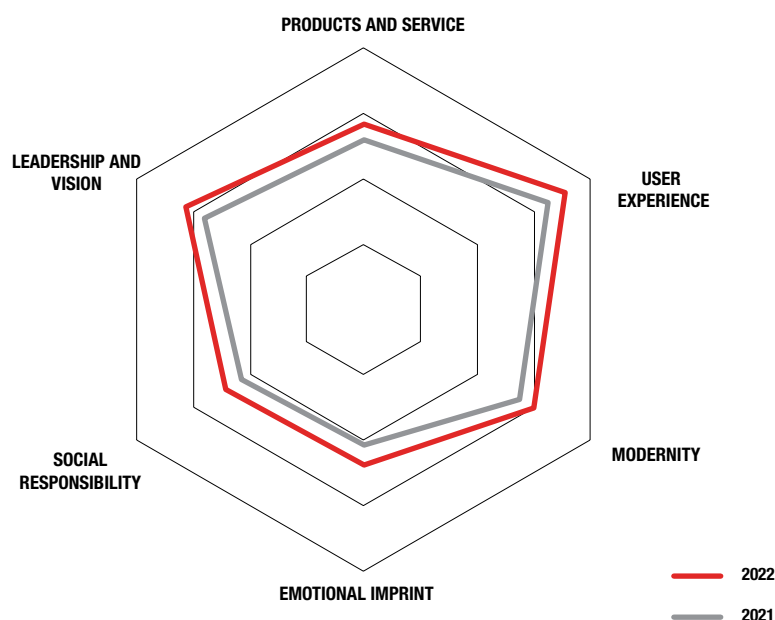 PRODUCTS AND SERVICE
LEADERSHIP AND
VISION
USER
EXPERIENCE
SOCIAL
RESPONSIBILITY
MODERNITY
EMOTIONAL IMPRINT
2022
2021